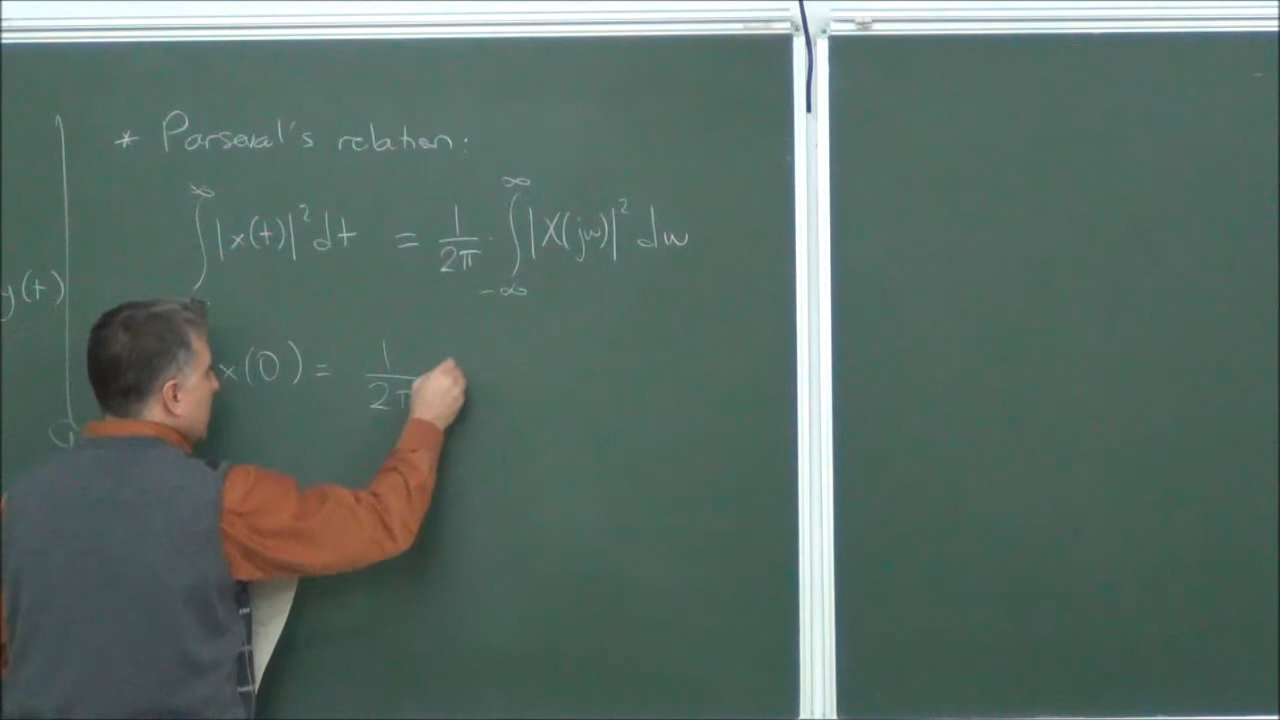 * Parseval's relation:
∞ ∫ |x(t)|² dt = 1/2π · ∫_{-∞}^{∞} |X(jw)|² dw
y(t)
x(0) = 1/2π